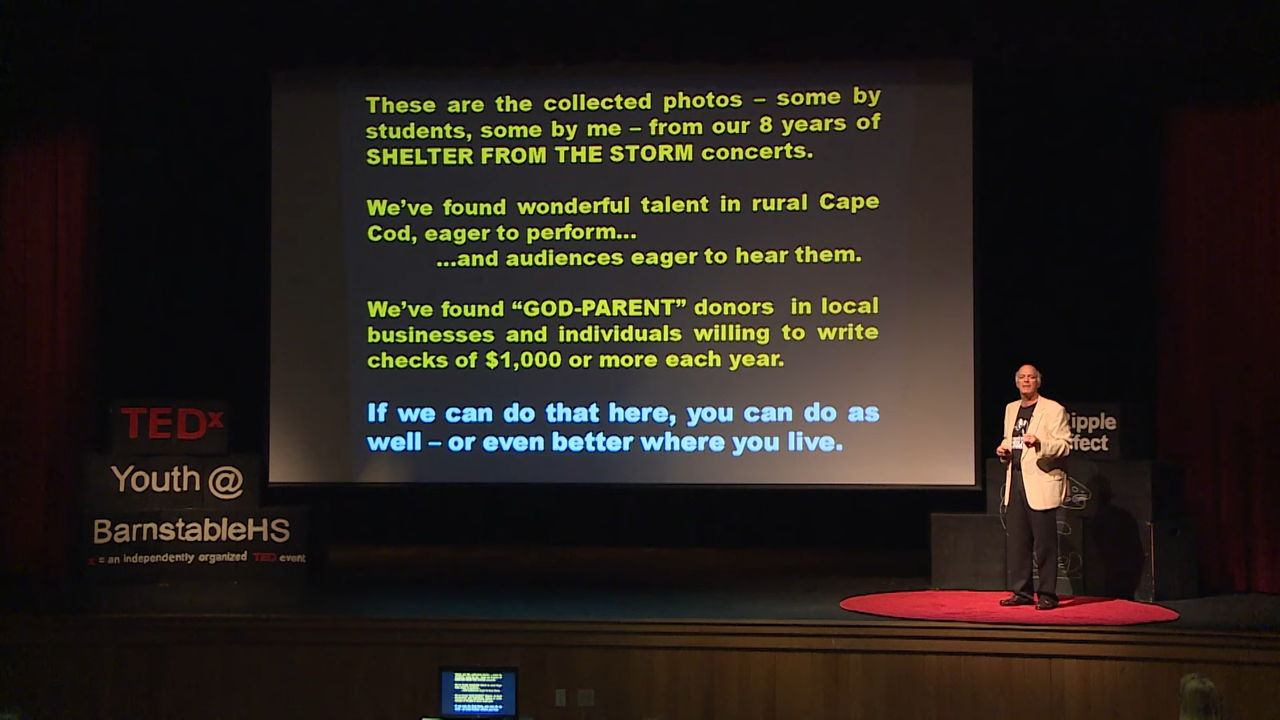 These are the collected photos – some by
students, some by me – from our 8 years of
SHELTER FROM THE STORM concerts.
We've found wonderful talent in rural Cape
Cod, eager to perform...
...and audiences eager to hear them.
We've found “GOD-PARENT” donors in local
businesses and individuals willing to write
checks of $1,000 or more each year.
If we can do that here, you can do as
well – or even better where you live.
TEDx
Youth @
BarnstableHS
x = an independently organized TED event